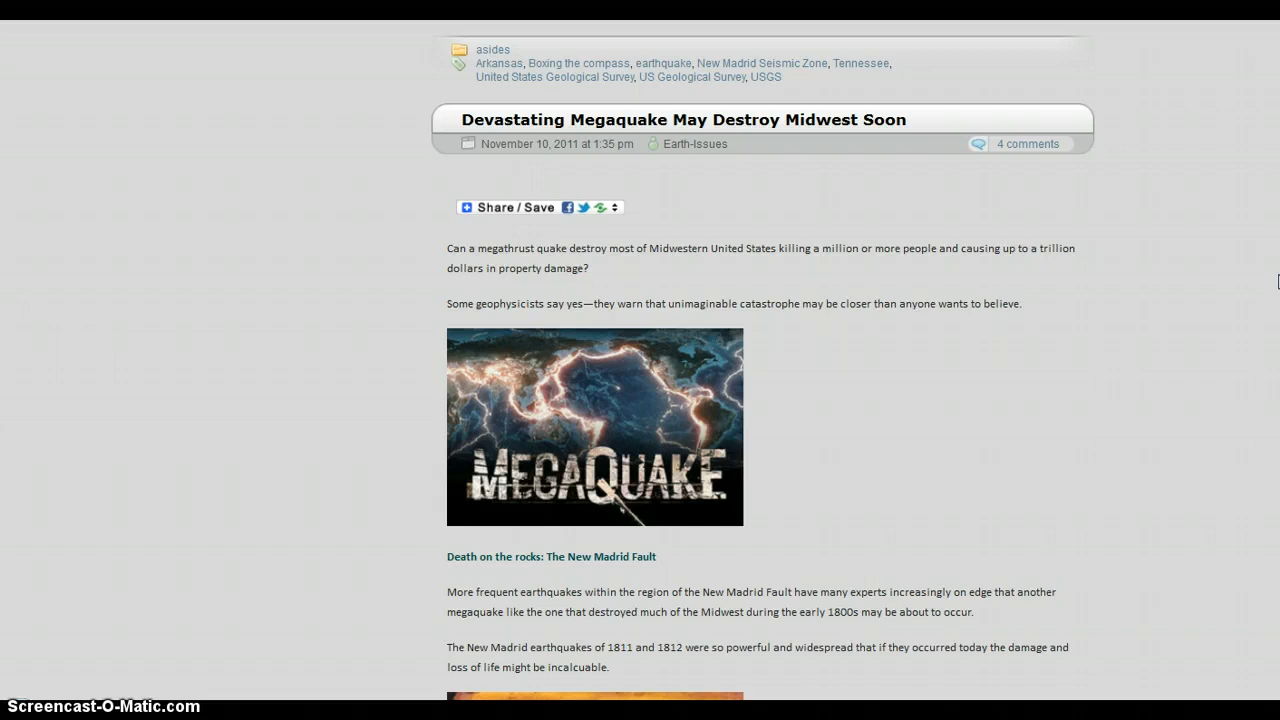 asides
Arkansas, Boxing the compass, earthquake, New Madrid Seismic Zone, Tennessee,
United States Geological Survey, US Geological Survey, USGS
Devastating Megaquake May Destroy Midwest Soon
November 10, 2011 at 1:35 pm Earth-Issues 4 comments
Share / Save
Can a megathrust quake destroy most of Midwestern United States killing a million or more people and causing up to a trillion
dollars in property damage?
Some geophysicists say yes—they warn that unimaginable catastrophe may be closer than anyone wants to believe.
MEGAQUAKE
Death on the rocks: The New Madrid Fault
More frequent earthquakes within the region of the New Madrid Fault have many experts increasingly on edge that another
megaquake like the one that destroyed much of the Midwest during the early 1800s may be about to occur.
The New Madrid earthquakes of 1811 and 1812 were so powerful and widespread that if they occurred today the damage and
loss of life might be incalcuable.
Screencast-O-Matic.com